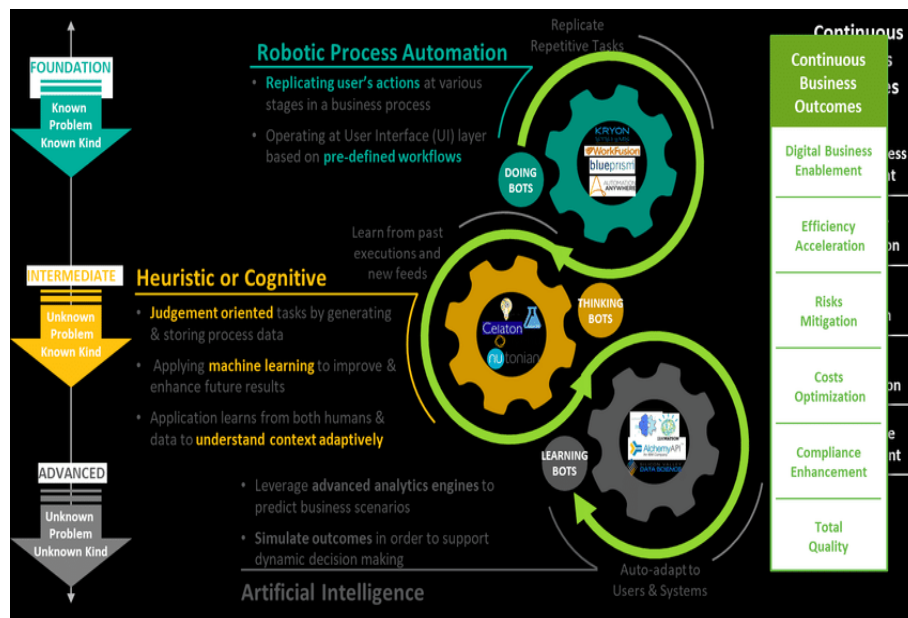 FOUNDATION
Known
Problem
Known Kind
INTERMEDIATE
Unknown
Problem
Known Kind
ADVANCED
Unknown
Problem
Unknown Kind
Robotic Process Automation
• Replicating user's actions at various
stages in a business process
• Operating at User Interface (UI) layer
based on pre-defined workflows
Replicate
Repetitive Tasks
DOING
BOTS
KRYON
SYSTEMS
WorkFusion
blueprism
AUTOMATION
ANYWHERE
Learn from past
executions and
new feeds
Heuristic or Cognitive
• Judgement oriented tasks by generating
& storing process data
• Applying machine learning to improve &
enhance future results
• Application learns from both humans &
data to understand context adaptively
THINKING
BOTS
Celaton
nutonian
LEARNING
BOTS
AlchemyAPI
DATA SCIENCE
• Leverage advanced analytics engines to
predict business scenarios
• Simulate outcomes in order to support
dynamic decision making
Artificial Intelligence
Auto-adapt to
Users & Systems
Continuous
Continuous
Business
Outcomes
Digital Business
Enablement
Efficiency
Acceleration
Risks
Mitigation
Costs
Optimization
Compliance
Enhancement
Total
Quality